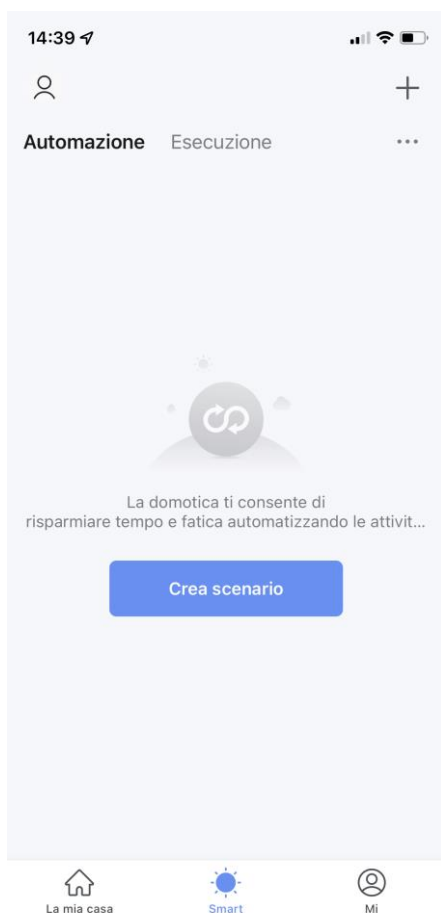 14:39
Automazione Esecuzione
La domotica ti consente di
risparmiare tempo e fatica automatizzando le attivit...
Crea scenario
La mia casa Smart Mi